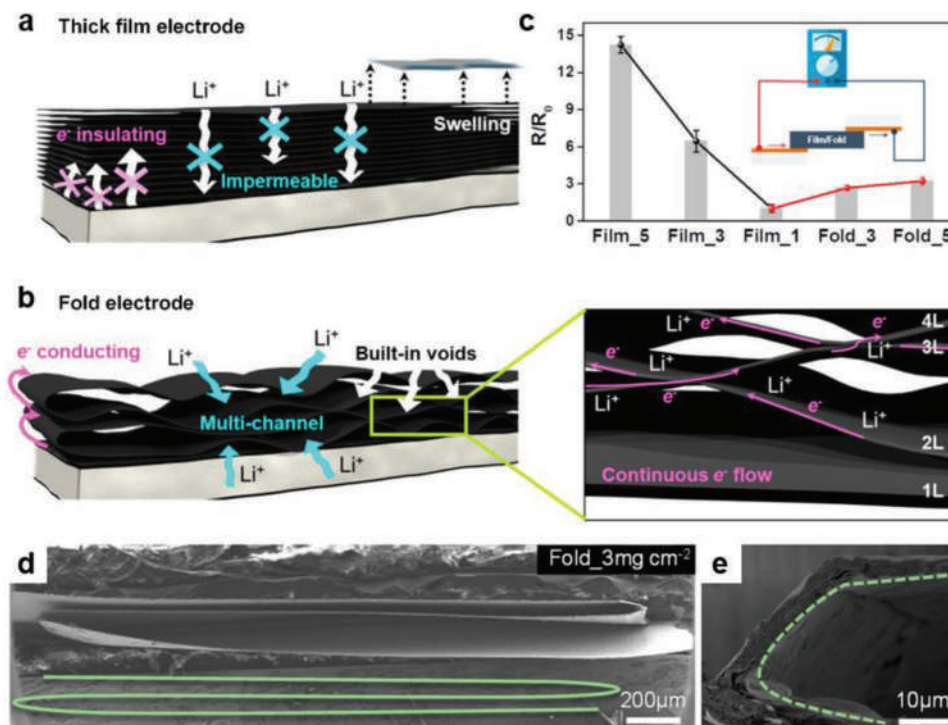 a Thick film electrode
Li⁺ Li⁺ Li⁺
e⁻ insulating
Swelling
Impermeable
c
R/R₀
15
12
9
6
3
0
Film/Fold
Film_5 Film_3 Film_1 Fold_3 Fold_5
b Fold electrode
e⁻ conducting
Li⁺ Li⁺
Built-in voids
Multi-channel
Li⁺ Li⁺
4L
Li⁺ e⁻ e⁻
3L
e⁻ Li⁺
Li⁺ Li⁺
e⁻ Li⁺
2L
Continuous e⁻ flow
1L
d
Fold_3mg cm⁻²
200μm
e
10μm